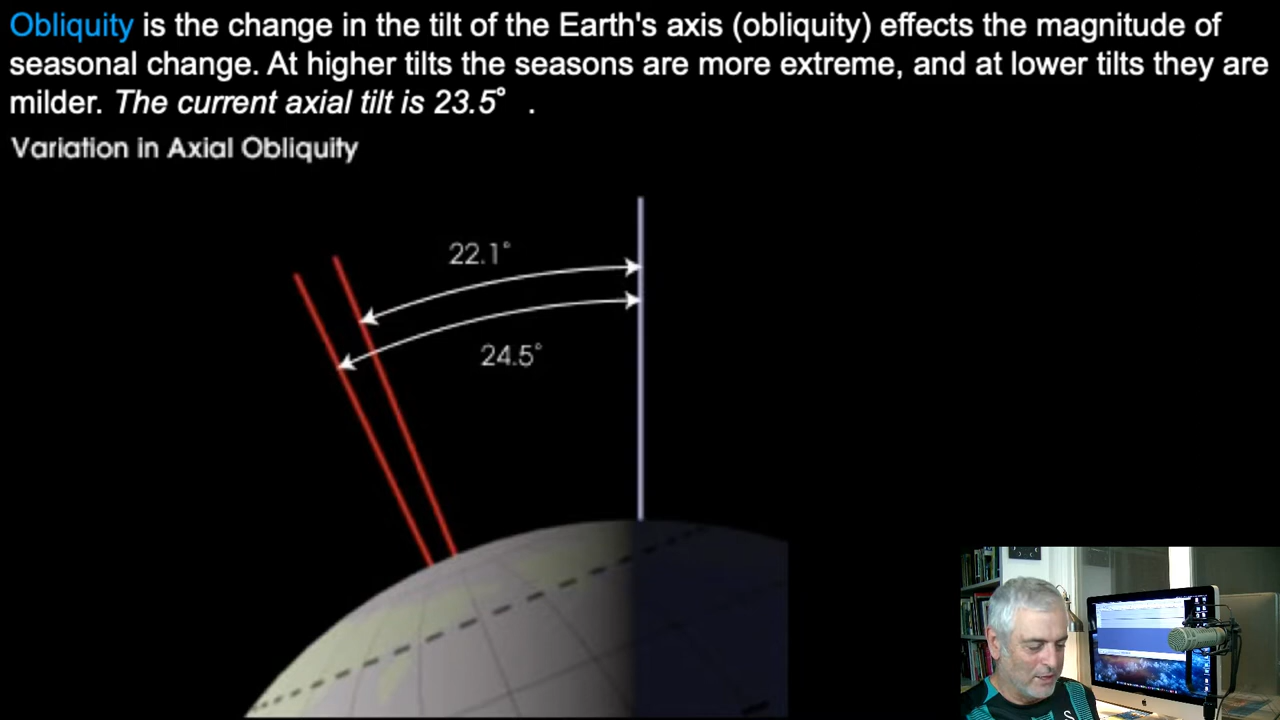 Obliquity is the change in the tilt of the Earth's axis (obliquity) effects the magnitude of
seasonal change. At higher tilts the seasons are more extreme, and at lower tilts they are
milder. The current axial tilt is 23.5° .
Variation in Axial Obliquity
22.1°
24.5°